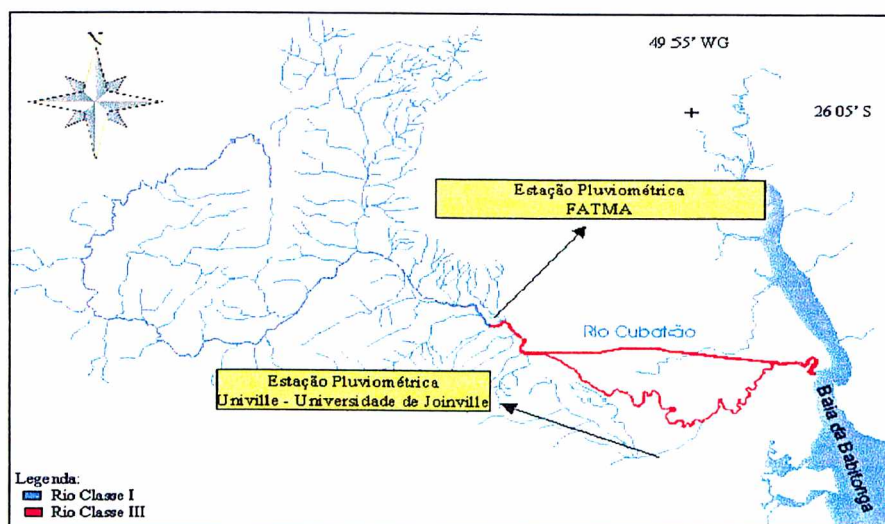 N
49 55' WG
26 05' S
Estação Pluviométrica
FATMA
Rio Cubatão
Estação Pluviométrica
Univille - Universidade de Joinville
Baia da Babitonga
Legenda:
Rio Classe I
Rio Classe III